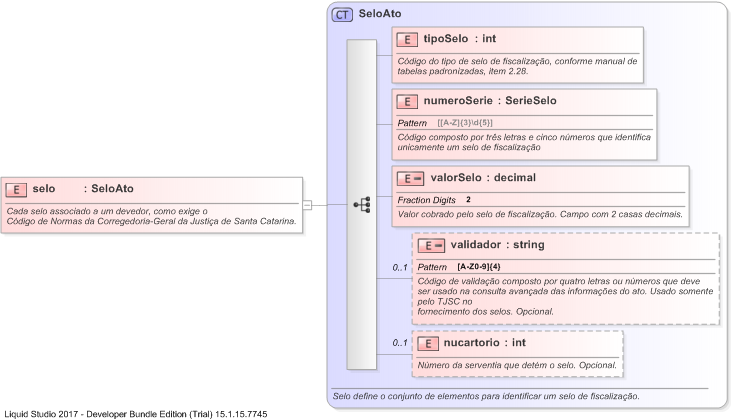 CT SeloAto
E tipoSelo : int
Código do tipo de selo de fiscalização, conforme manual de
tabelas padronizadas, item 2.28.
E numeroSerie : SerieSelo
Pattern [[A-Z]{3}\d{5}]
Código composto por três letras e cinco números que identifica
unicamente um selo de fiscalização
E selo : SeloAto
Cada selo associado a um devedor, como exige o
Código de Normas da Corregedoria-Geral da Justiça de Santa Catarina.
E valorSelo : decimal
Fraction Digits 2
Valor cobrado pelo selo de fiscalização. Campo com 2 casas decimais.
0..1
E validador : string
Pattern [A-Z0-9]{4}
Código de validação composto por quatro letras ou números que deve
ser usado na consulta avançada das informações do ato. Usado somente
pelo TJSC no
fornecimento dos selos. Opcional.
0..1
E nucartorio : int
Número da serventia que detém o selo. Opcional.
Selo define o conjunto de elementos para identificar um selo de fiscalização.
Liquid Studio 2017 - Developer Bundle Edition (Trial) 15.1.15.7745